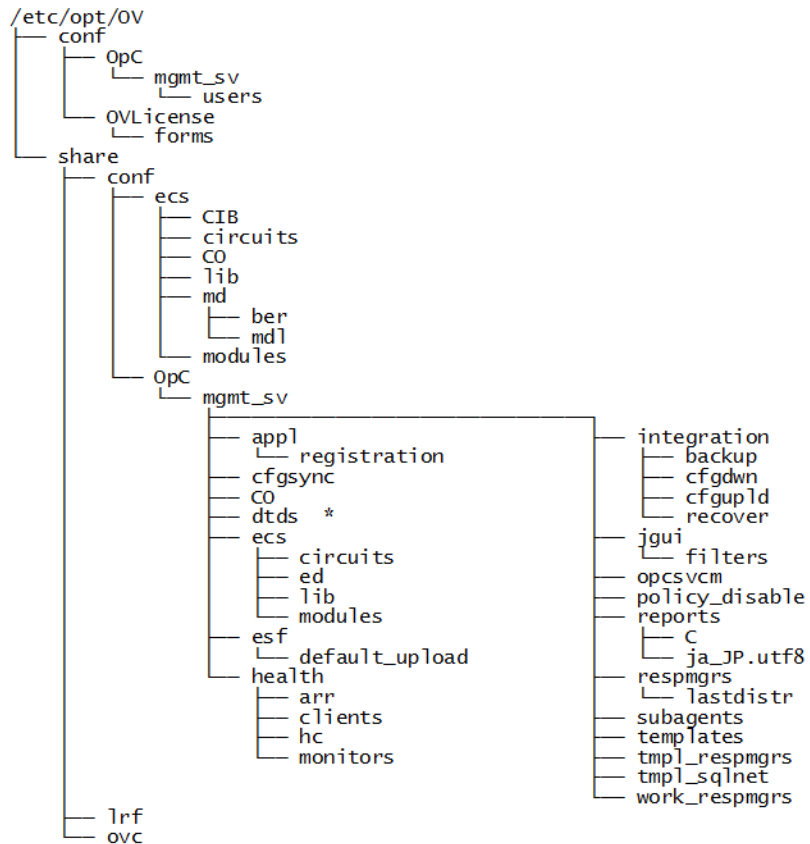 /etc/opt/OV
conf
OpC
mgmt_sv
users
OVLicense
forms
share
conf
ecs
CIB
circuits
CO
lib
md
ber
mdl
modules
OpC
mgmt_sv
appl
registration
cfgsync
CO
dtds *
ecs
circuits
ed
lib
modules
esf
default_upload
health
arr
clients
hc
monitors
integration
backup
cfgdwn
cfgupld
recover
jgui
filters
opcsvcm
policy_disable
reports
C
ja_JP.utf8
respmgrs
lastdistr
subagents
templates
tmpl_respmgrs
tmpl_sqlnet
work_respmgrs
lrf
ovc